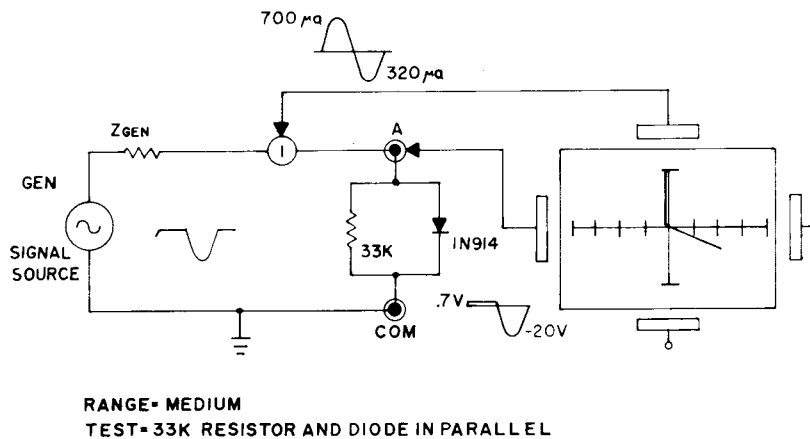 700 µa
320 µa
ZGEN
I
A
GEN
SIGNAL
SOURCE
33K
IN914
.7V
-20V
COM
RANGE= MEDIUM
TEST= 33K RESISTOR AND DIODE IN PARALLEL